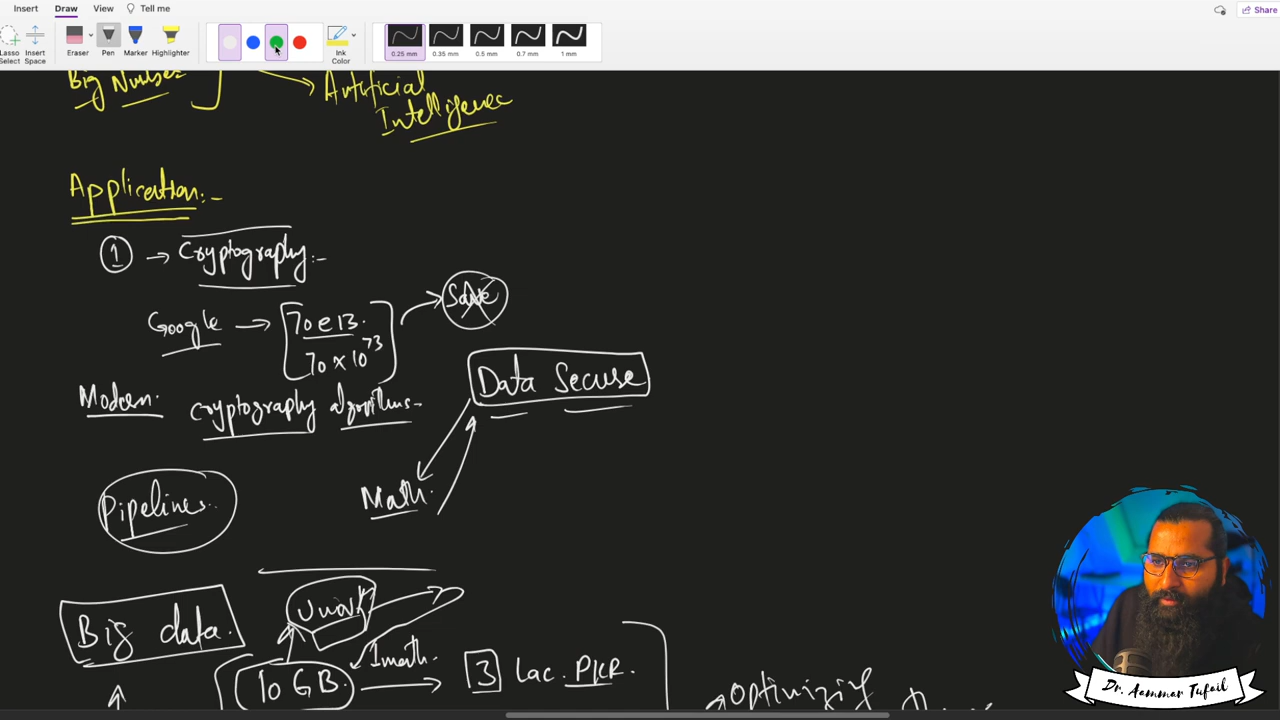 Insert Draw View Tell me
Share
Lasso Select
Insert Space
Eraser
Pen
Marker
Highlighter
Ink Color
0.25 mm
0.35 mm
0.5 mm
0.7 mm
1 mm
Big Number
Artificial
Intelligence
Application:-
① → Cryptography:-
Google → [70e13.
70 x 10^73]
Modern cryptography algorithms
Data Secure
Pipelines
Math
Big data.
10 GB.
1 math.
3 Lac. PKR.
optimizing
Dr. Aammar Tufail